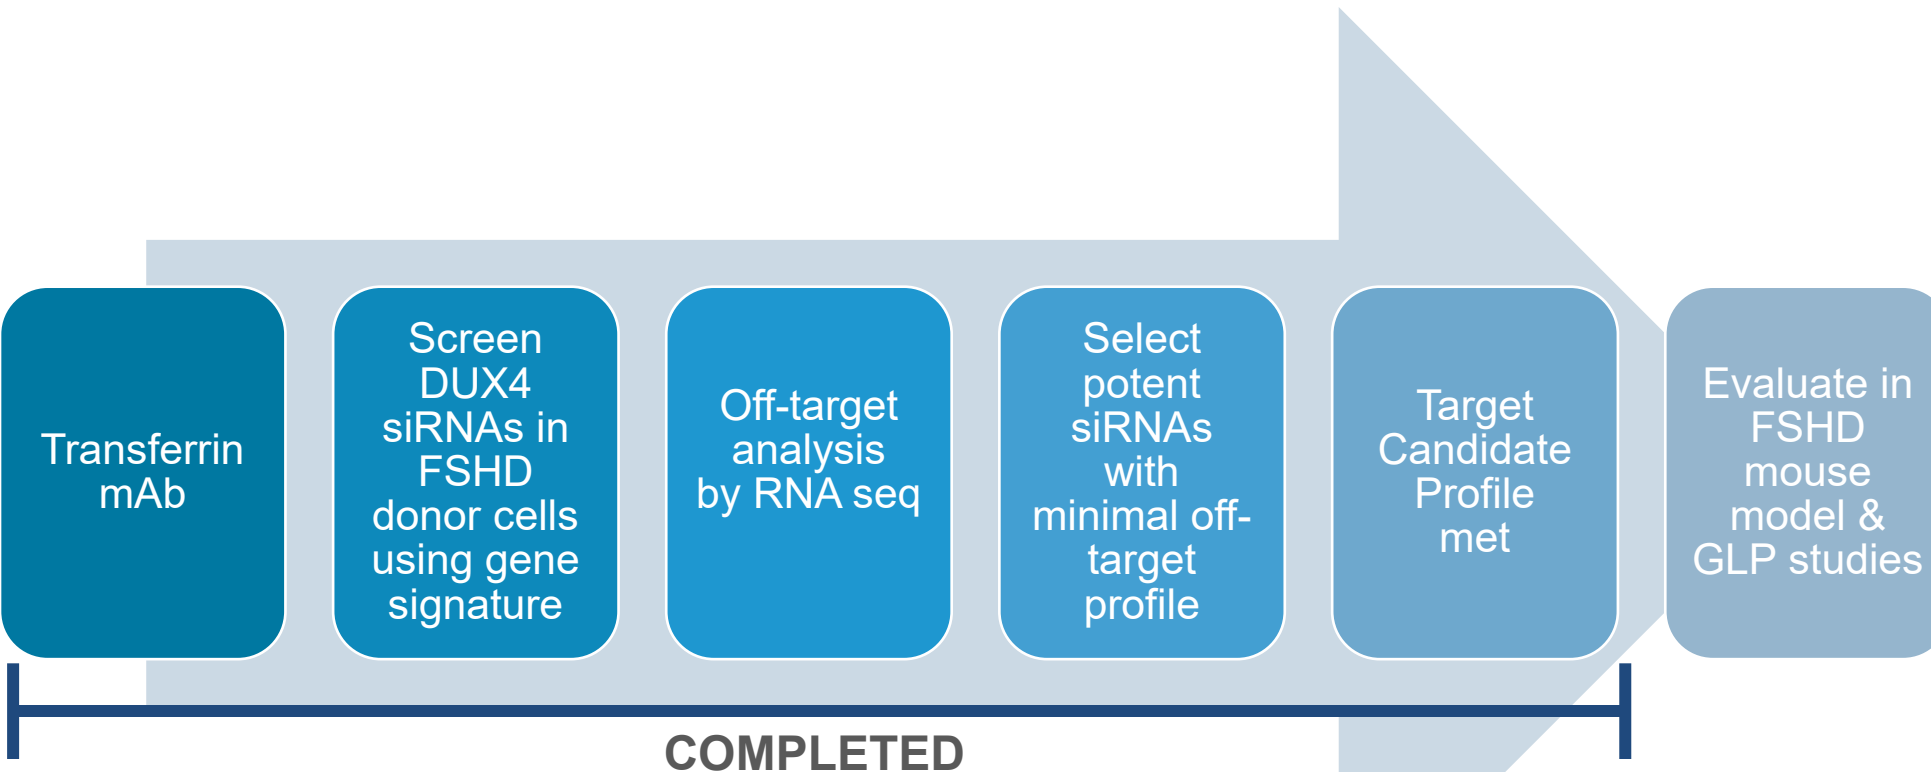 Transferrin
mAb
Screen
DUX4
siRNAs in
FSHD
donor cells
using gene
signature
Off-target
analysis
by RNA seq
Select
potent
siRNAs
with
minimal off-
target
profile
Target
Candidate
Profile
met
Evaluate in
FSHD
mouse
model &
GLP studies
COMPLETED